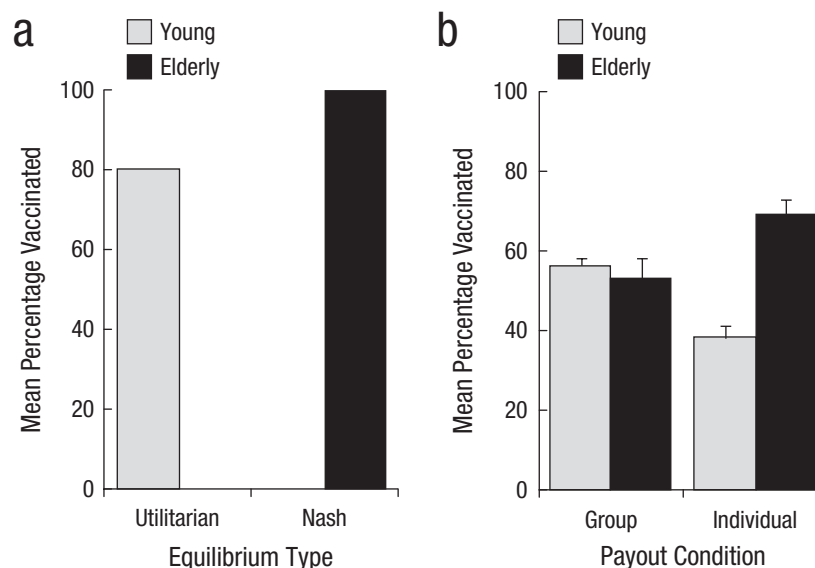 a
Young
Elderly
Mean Percentage Vaccinated
100
80
60
40
20
0
Utilitarian
Nash
Equilibrium Type
b
Young
Elderly
Mean Percentage Vaccinated
100
80
60
40
20
0
Group
Individual
Payout Condition